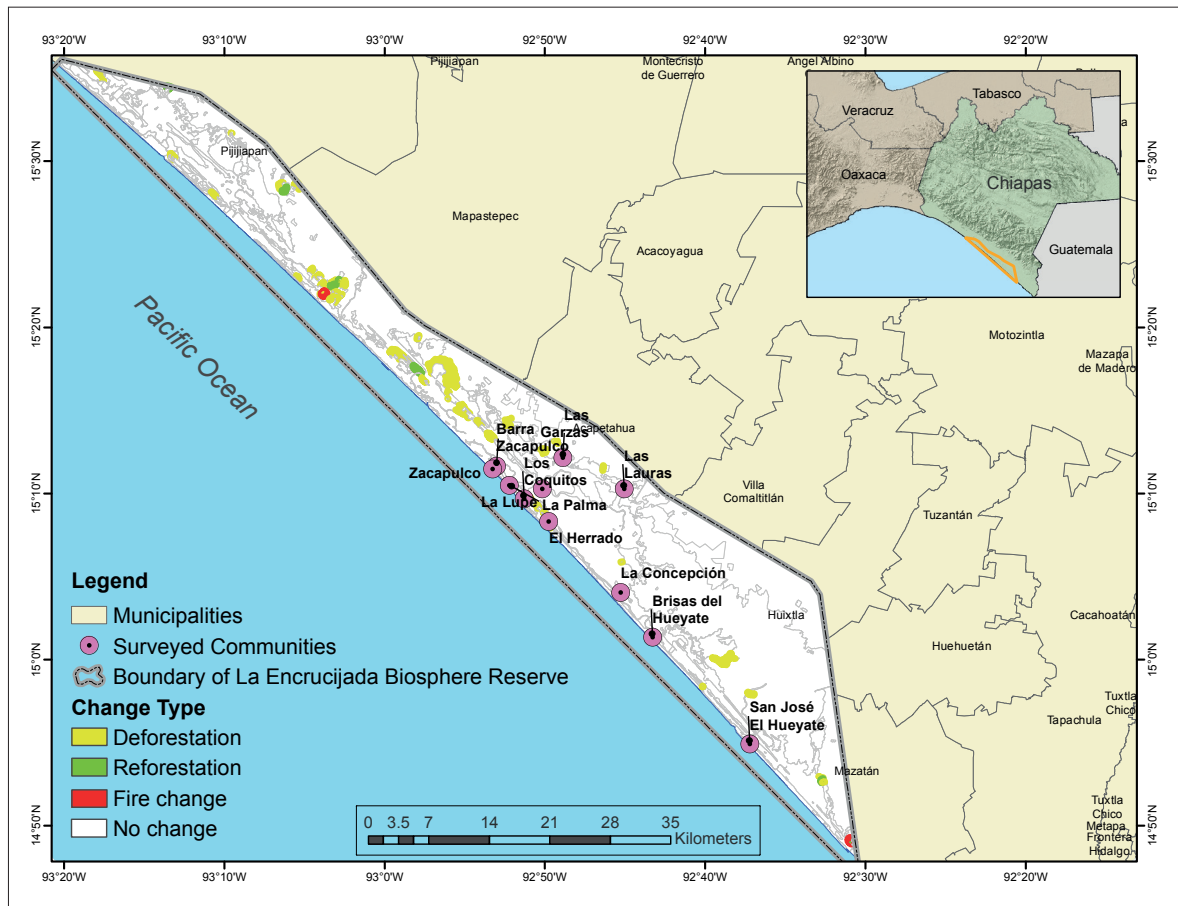 93°20'W 93°10'W 93°0'W 92°50'W 92°40'W 92°30'W 92°20'W
Pijijiapan
Montecristo
de Guerrero
Angel Albino
15°30'N
15°20'N
15°10'N
15°0'N
14°50'N
15°30'N
15°20'N
15°10'N
15°0'N
14°50'N
Veracruz
Tabasco
Oaxaca
Chiapas
Guatemala
Pijijiapan
Mapastepec
Acacoyagua
Motozintla
Mazapa
de Madero
Pacific Ocean
Acapetahua
Villa
Comaltitlán
Tuzantán
Huixtla
Cacahoatán
Huehuetán
Tuxtla
Chico
Tapachula
Mazatán
Tuxtla
Chico
Metapa
Frontera
Hidalgo
Las
Garzas
Barra
Zacapulco
Zacapulco
Los
Coquitos
Las
Lauras
La Lupe
La Palma
El Herrado
La Concepción
Brisas del
Hueyate
San José
El Hueyate
Legend
Municipalities
Surveyed Communities
Boundary of La Encrucijada Biosphere Reserve
Change Type
Deforestation
Reforestation
Fire change
No change
0 3.5 7 14 21 28 35
Kilometers
93°20'W 93°10'W 93°0'W 92°50'W 92°40'W 92°30'W 92°20'W